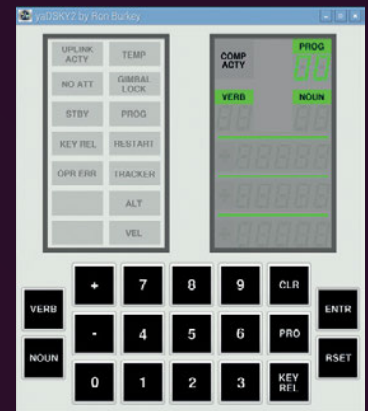 yaDSKY2 by Ron Burkey
UPLINK ACTY
TEMP
NO ATT
GIMBAL LOCK
STBY
PROG
KEY REL
RESTART
OPR ERR
TRACKER
ALT
VEL
COMP ACTY
PROG
00
VERB
NOUN
+ 7 8 9 CLR
VERB
ENTR
- 4 5 6 PRO
NOUN
RSET
0 1 2 3 KEY REL